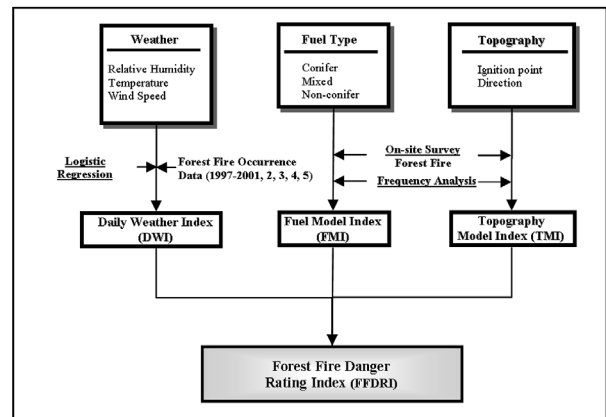 Weather
Relative Humidity
Temperature
Wind Speed
Fuel Type
Conifer
Mixed
Non-conifer
Topography
Ignition point
Direction
Logistic
Regression
Forest Fire Occurrence
Data (1997-2001, 2, 3, 4, 5)
On-site Survey
Forest Fire
Frequency Analysis
Daily Weather Index
(DWI)
Fuel Model Index
(FMI)
Topography
Model Index (TMI)
Forest Fire Danger
Rating Index (FFDRI)